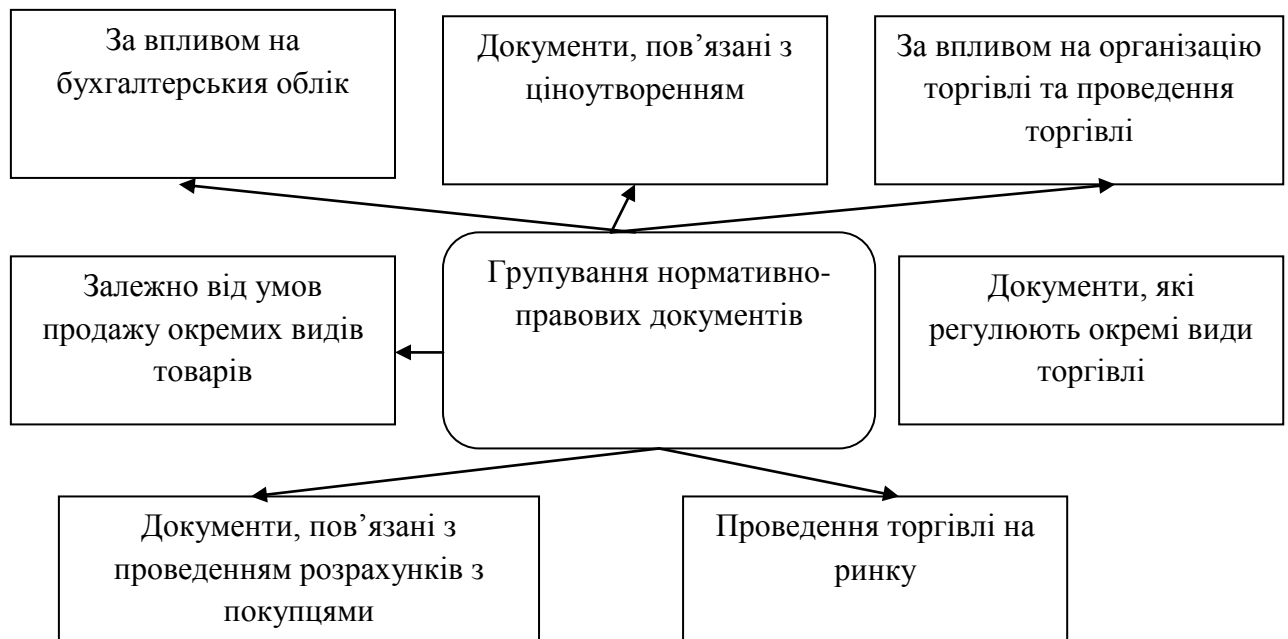 За впливом на
бухгалтерськия облік
Документи, пов’язані з
ціноутворенням
За впливом на організацію
торгівлі та проведення
торгівлі
Залежно від умов
продажу окремих видів
товарів
Групування нормативно-
правових документів
Документи, які
регулюють окремі види
торгівлі
Документи, пов’язані з
проведенням розрахунків з
покупцями
Проведення торгівлі на
ринку